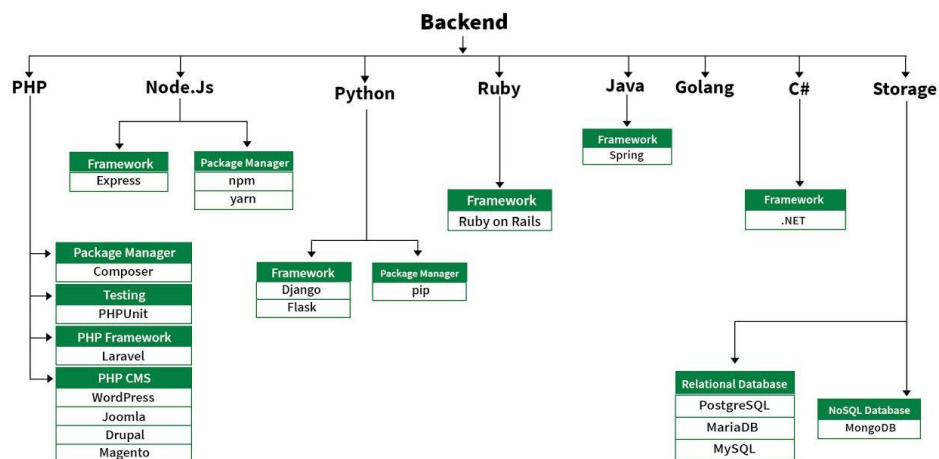 Backend
PHP
Node.Js
Python
Ruby
Java
Golang
C#
Storage
Framework
Express
Package Manager
npm
yarn
Framework
Spring
Framework
Ruby on Rails
Framework
.NET
Package Manager
Composer
Testing
PHPUnit
PHP Framework
Laravel
PHP CMS
WordPress
Joomla
Drupal
Magento
Framework
Django
Flask
Package Manager
pip
Relational Database
PostgreSQL
MariaDB
MySQL
NoSQL Database
MongoDB